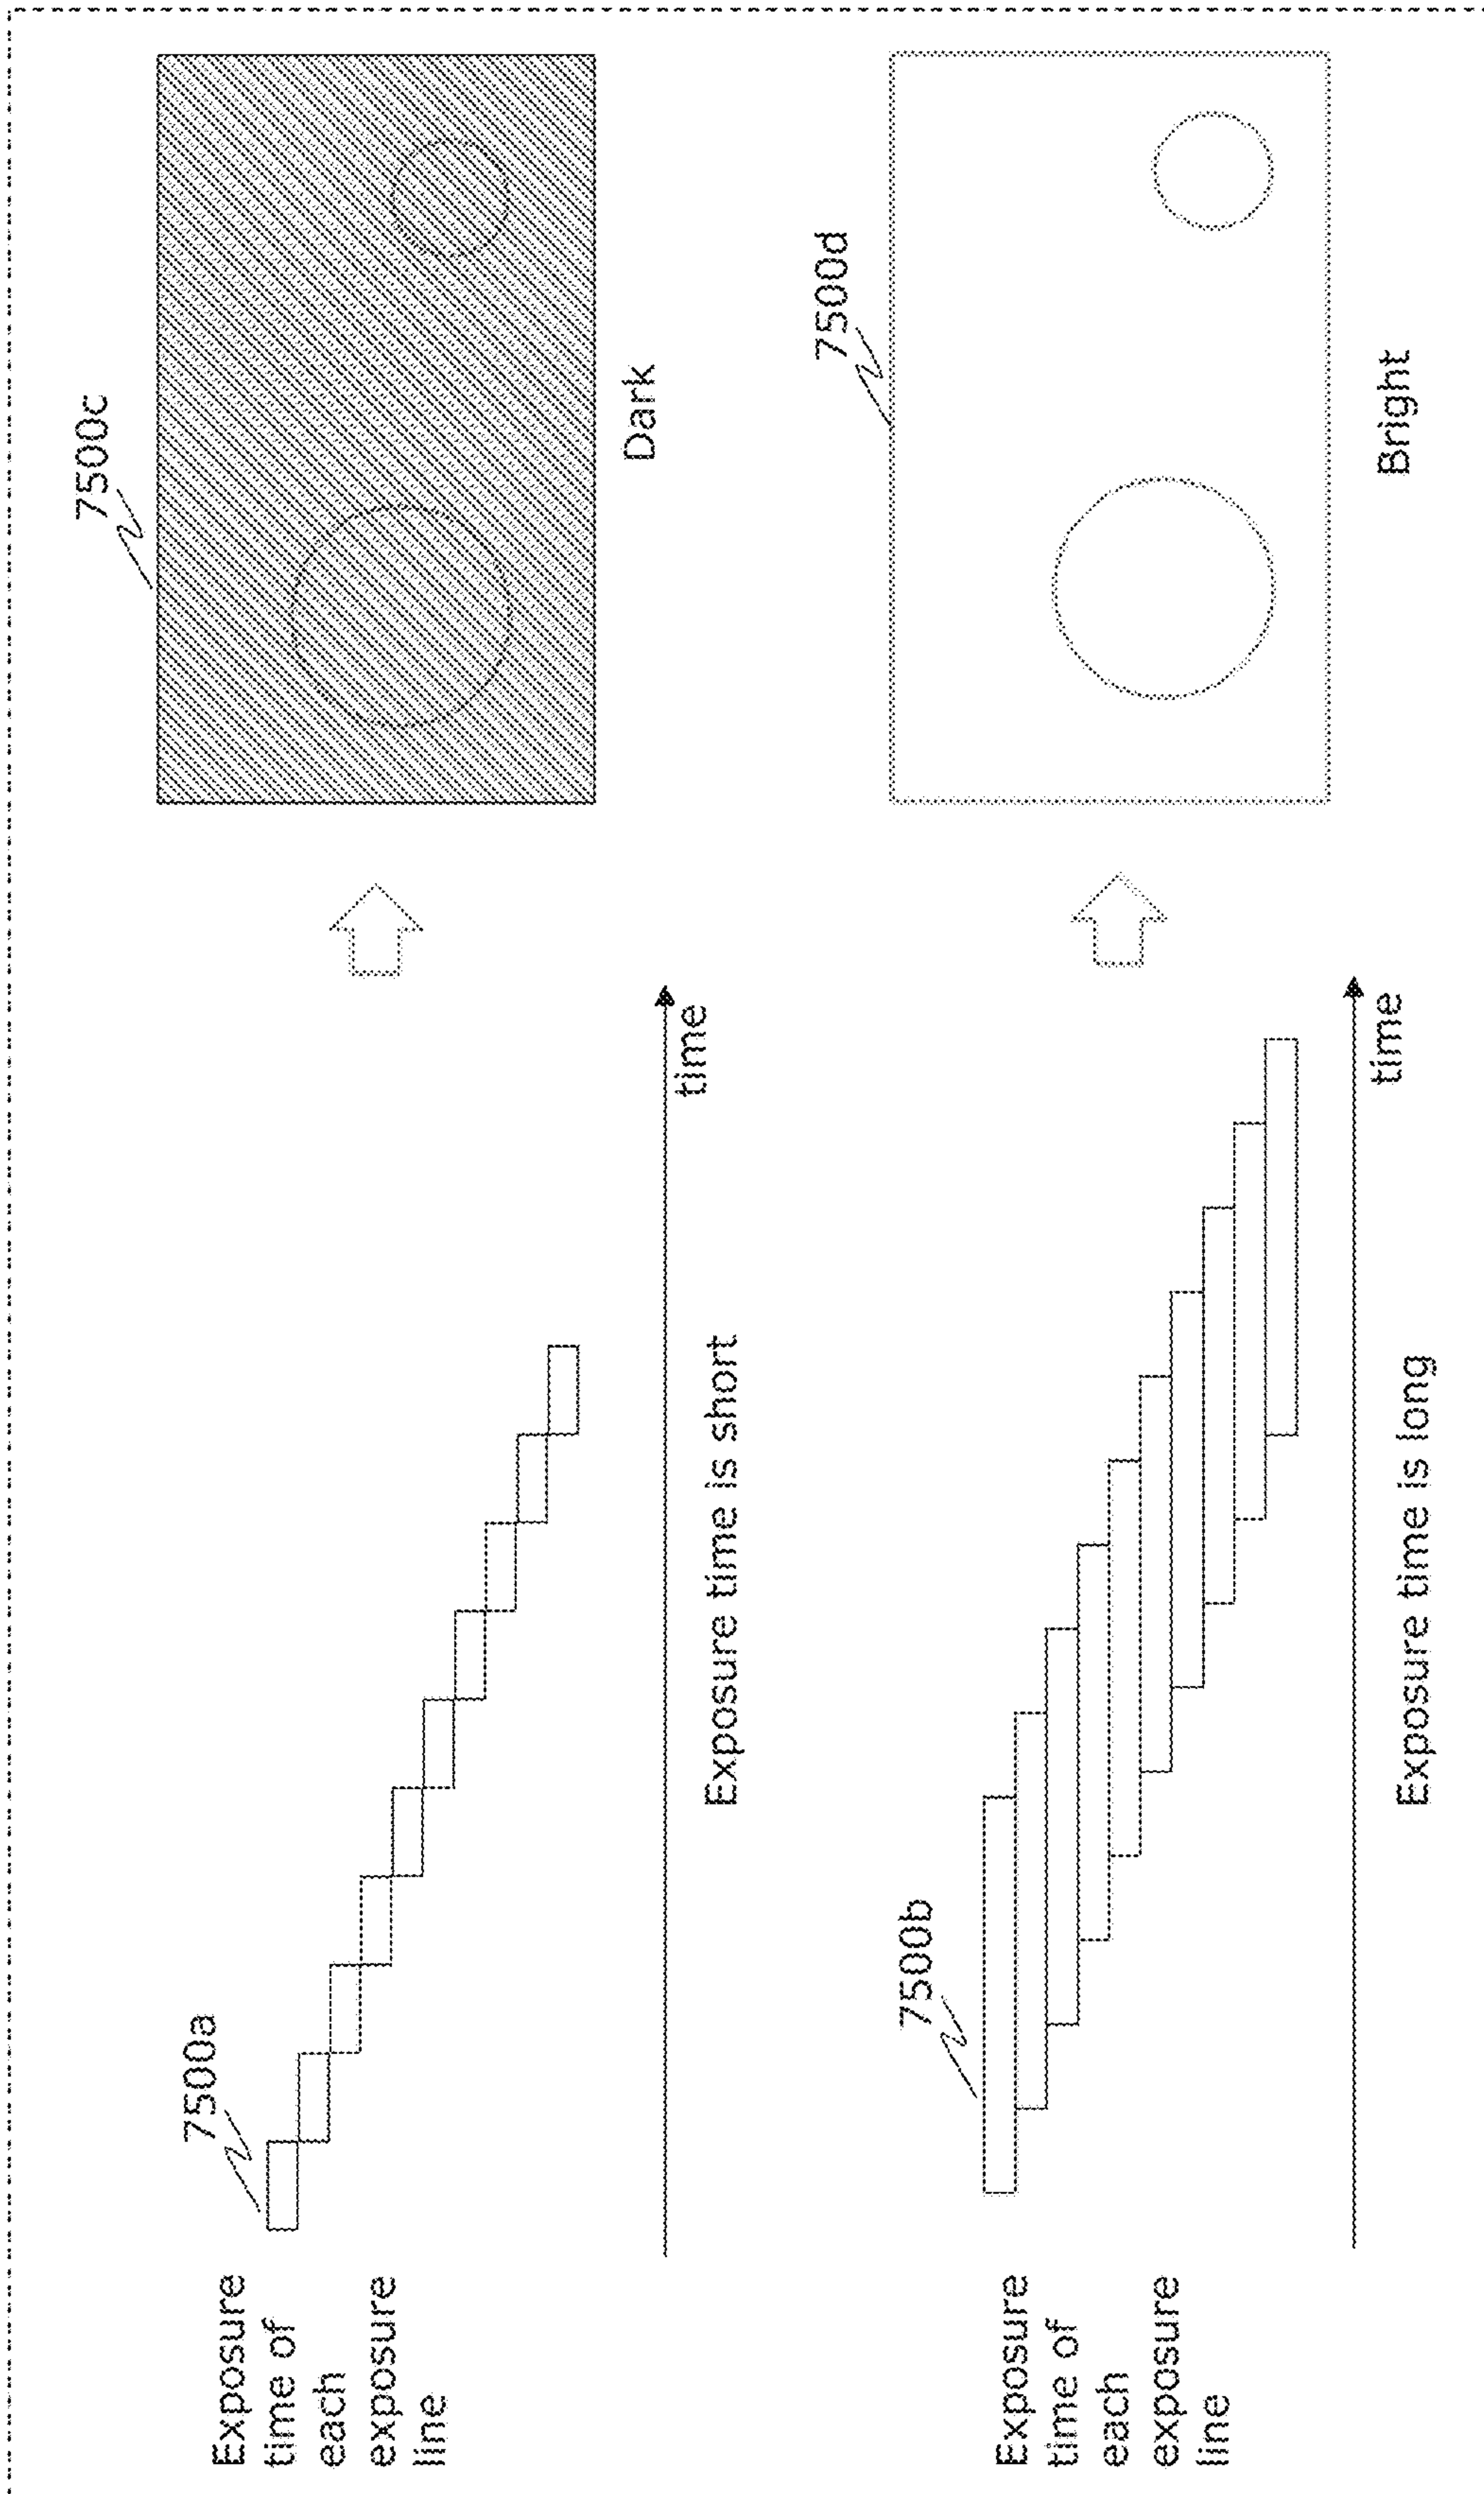 7500c
7500a
Exposure
time of
each
exposure
line
Dark
time
Exposure time is short
7500d
7500b
Exposure
time of
each
exposure
line
Bright
time
Exposure time is long